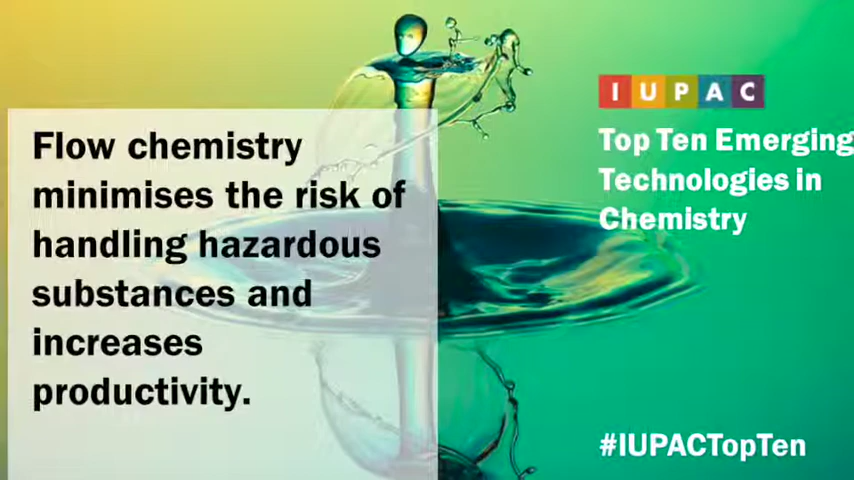 Flow chemistry
minimises the risk of
handling hazardous
substances and
increases
productivity.
IUPAC
Top Ten Emerging
Technologies in
Chemistry
#IUPACTopTen